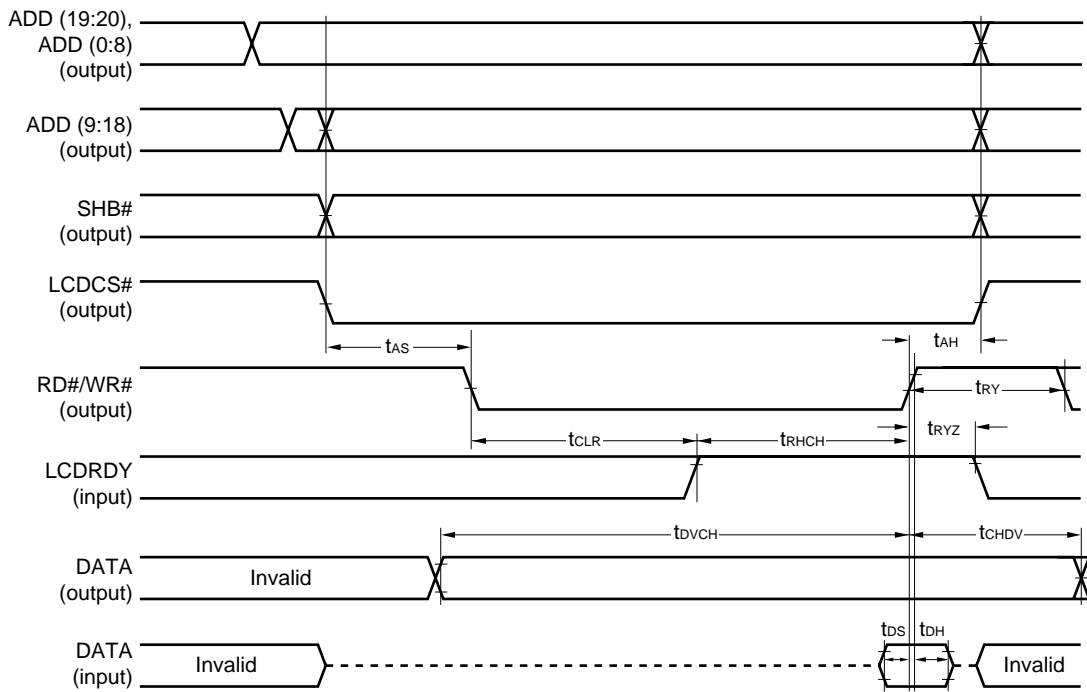 ADD (19:20),
ADD (0:8)
(output)
ADD (9:18)
(output)
SHB#
(output)
LCDCS#
(output)
tAS
tAH
RD#/WR#
(output)
tRY
tCLR
tRHCH
tRYZ
LCDRDY
(input)
tDVCH
tCHDV
DATA
(output)
Invalid
tDS
tDH
DATA
(input)
Invalid
Invalid